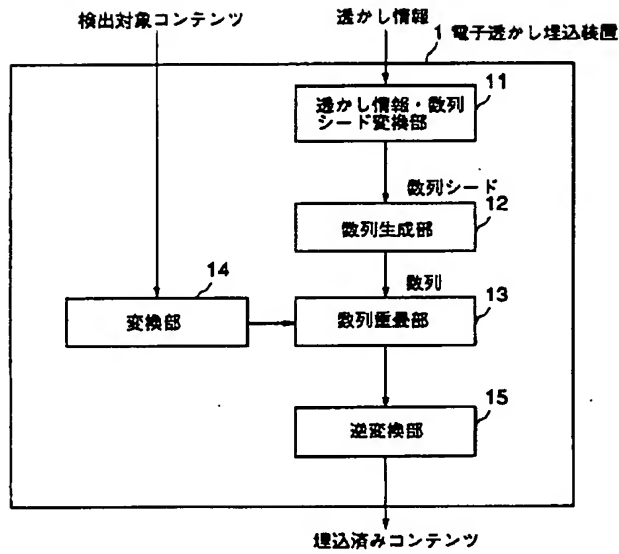 検出対象コンテンツ
透かし情報
1 電子透かし埋込装置
11
透かし情報・数列
シード変換部
数列シード
12
数列生成部
数列
14
変換部
13
数列重畳部
15
逆変換部
埋込済みコンテンツ